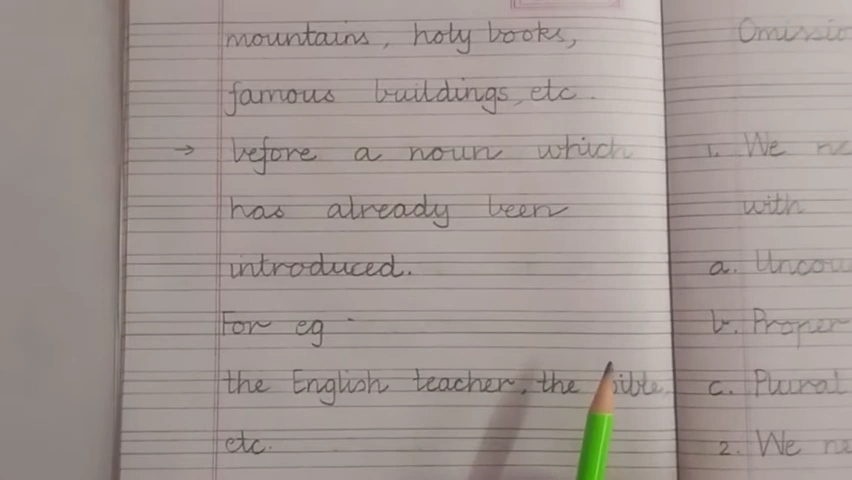 mountains, holy books,
famous buildings, etc.
→ before a noun which
has already been
introduced.
For eg -
the English teacher, the
etc.
1. We
with
a.
b. Proper
c. Plural
2. We